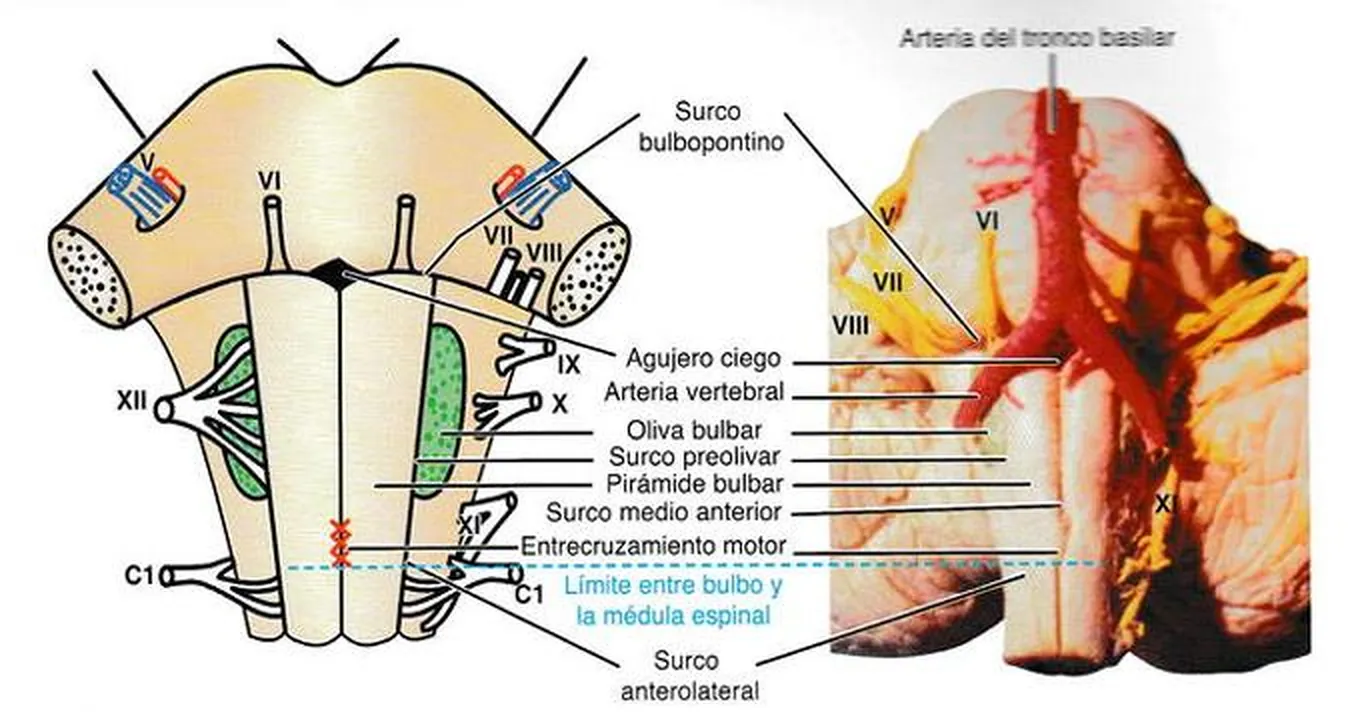 Arteria del tronco basilar
Surco
bulbopontino
V
VI
VII
VIII
V
VI
VII
VIII
Agujero ciego
IX
Arteria vertebral
XII
X
Oliva bulbar
Surco preolivar
Pirámide bulbar
Surco medio anterior
XI
XI
Entrecruzamiento motor
C1
C1
Límite entre bulbo y
la médula espinal
Surco
anterolateral